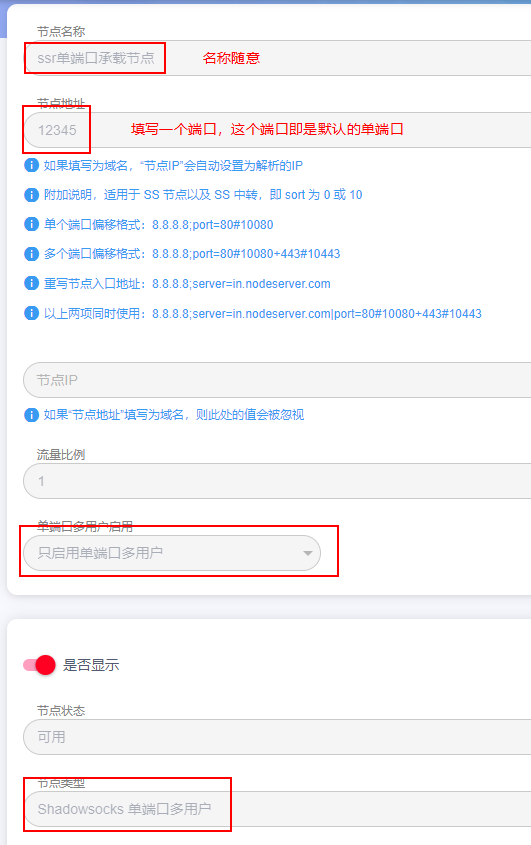 节点名称
ssr单端口承载节点 名称随意
节点地址
12345 填写一个端口，这个端口即是默认的单端口
如果填写为域名，“节点IP”会自动设置为解析的IP
附加说明，适用于 SS 节点以及 SS 中转，即 sort 为 0 或 10
单个端口偏移格式：8.8.8.8;port=80#10080
多个端口偏移格式：8.8.8.8;port=80#10080+443#10443
重写节点入口地址：8.8.8.8;server=in.nodeserver.com
以上两项同时使用：8.8.8.8;server=in.nodeserver.com|port=80#10080+443#10443
节点IP
如果“节点地址”填写为域名，则此处的值会被忽视
流量比例
1
单端口多用户启用
只启用单端口多用户
是否显示
节点状态
可用
节点类型
Shadowsocks 单端口多用户